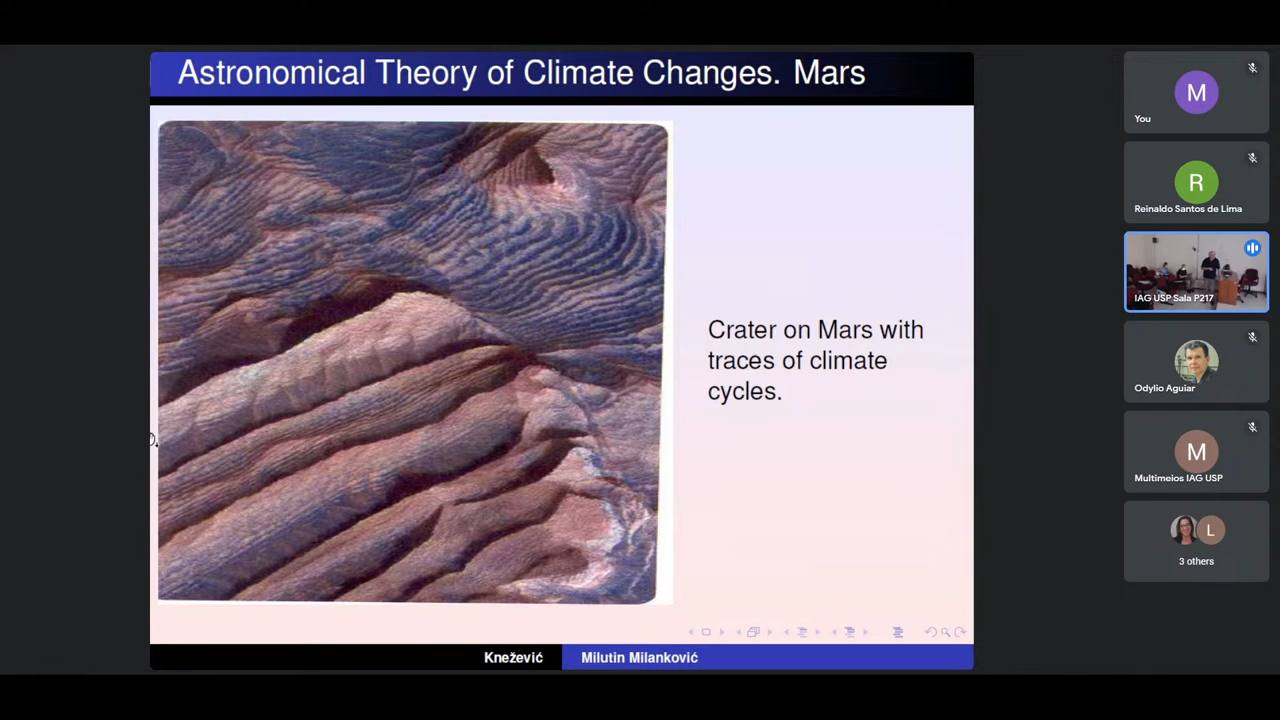 Astronomical Theory of Climate Changes. Mars
Crater on Mars with
traces of climate
cycles.
Knežević
Milutin Milanković
M
You
R
Reinaldo Santos de Lima
IAG USP Sala P217
Odylio Aguiar
M
Multimeios IAG USP
L
3 others